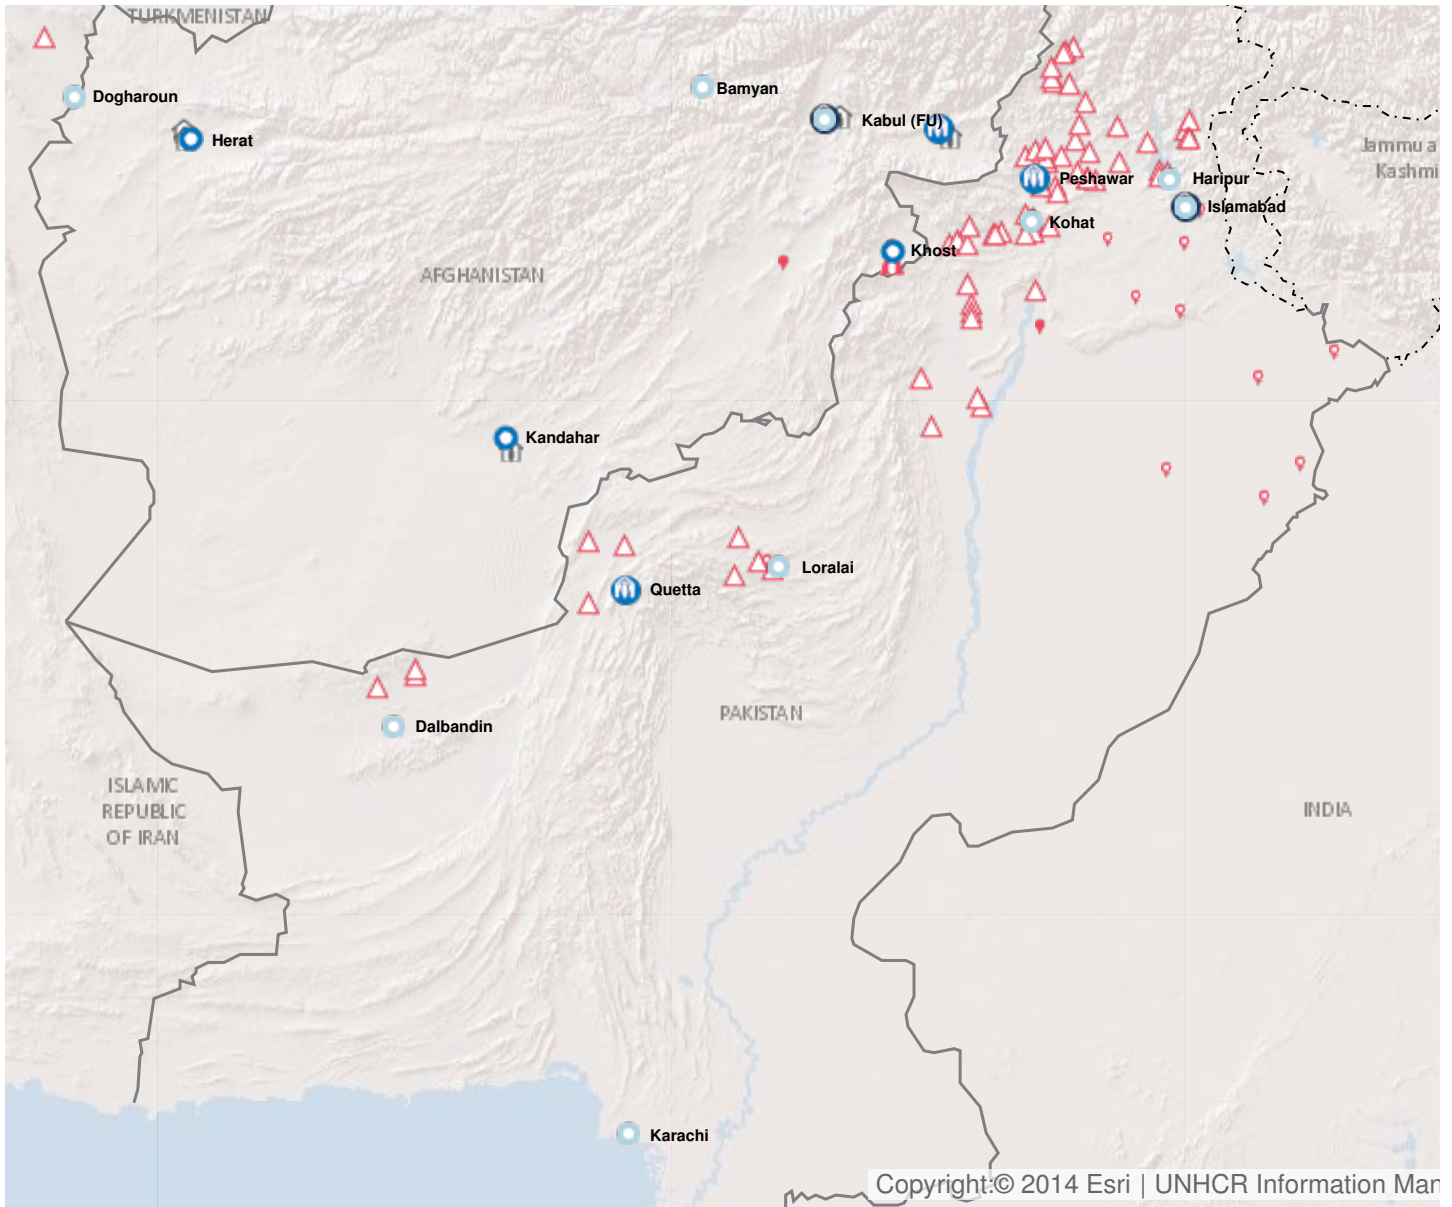 TURKMENISTAN
Dogharoun
Bamyan
Herat
Kabul (FU)
Jammu a
Kashmi
Peshawar
Haripur
Islamabad
Kohat
Khost
AFGHANISTAN
Kandahar
Loralai
Quetta
PAKISTAN
Dalbandin
ISLAMIC
REPUBLIC
OF IRAN
INDIA
Karachi
Copyright:© 2014 Esri | UNHCR Information Man